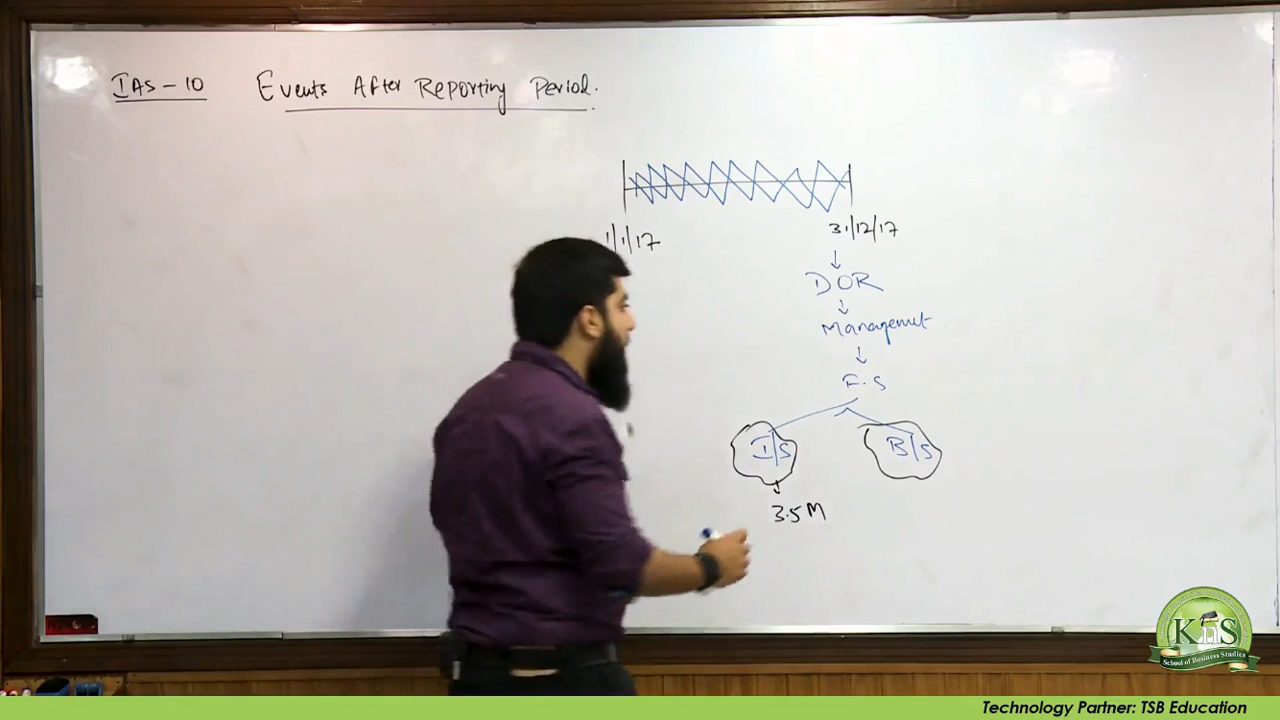 IAS - 10 Events After Reporting Period.
1/1/17
31/12/17
DOR
Management
F.S
I/S B/S
3.5M
KnS
School of Business Studies
Technology Partner: TSB Education